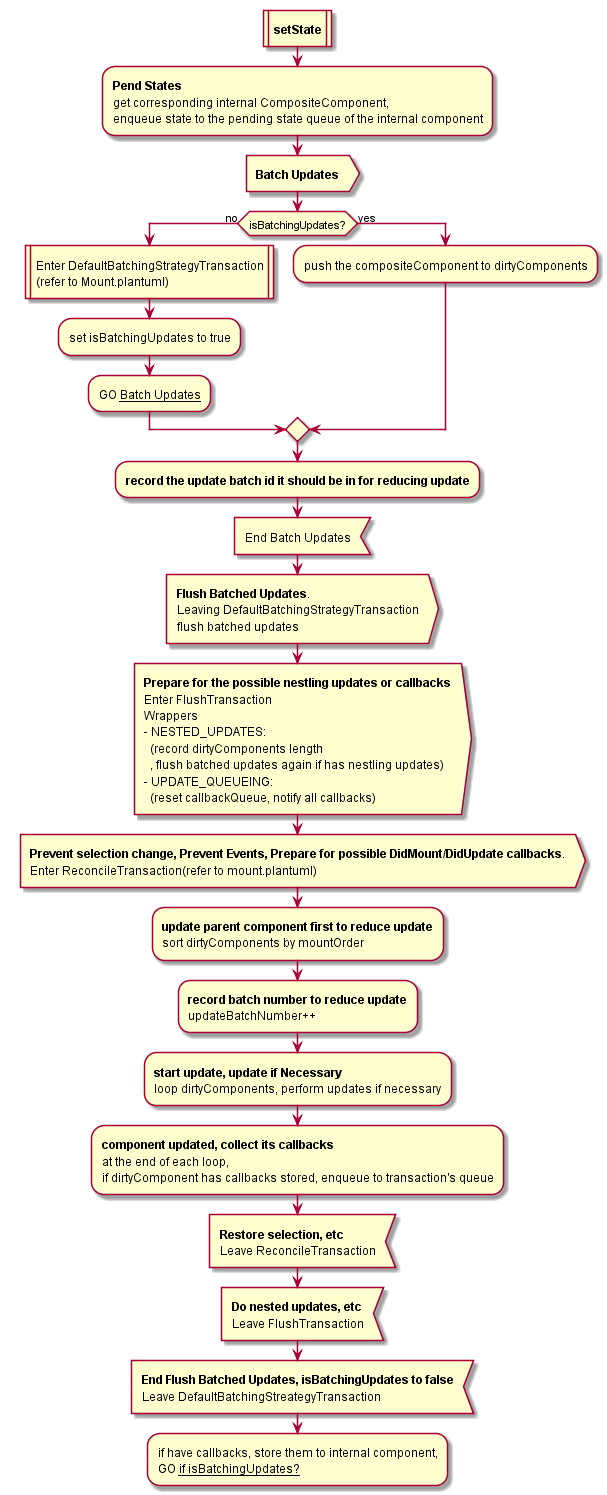 setState
Pend States
get corresponding internal CompositeComponent,
enqueue state to the pending state queue of the internal component
Batch Updates
no
isBatchingUpdates?
yes
Enter DefaultBatchingStrategyTransaction
(refer to Mount.plantuml)
push the compositeComponent to dirtyComponents
set isBatchingUpdates to true
GO Batch Updates
record the update batch id it should be in for reducing update
End Batch Updates
Flush Batched Updates.
Leaving DefaultBatchingStrategyTransaction
flush batched updates
Prepare for the possible nestling updates or callbacks
Enter FlushTransaction
Wrappers
- NESTED_UPDATES:
(record dirtyComponents length
, flush batched updates again if has nestling updates)
- UPDATE_QUEUEING:
(reset callbackQueue, notify all callbacks)
Prevent selection change, Prevent Events, Prepare for possible DidMount/DidUpdate callbacks.
Enter ReconcileTransaction(refer to mount.plantuml)
update parent component first to reduce update
sort dirtyComponents by mountOrder
record batch number to reduce update
updateBatchNumber++
start update, update if Necessary
loop dirtyComponents, perform updates if necessary
component updated, collect its callbacks
at the end of each loop,
if dirtyComponent has callbacks stored, enqueue to transaction's queue
Restore selection, etc
Leave ReconcileTransaction
Do nested updates, etc
Leave FlushTransaction
End Flush Batched Updates, isBatchingUpdates to false
Leave DefaultBatchingStreategyTransaction
if have callbacks, store them to internal component,
GO if isBatchingUpdates?